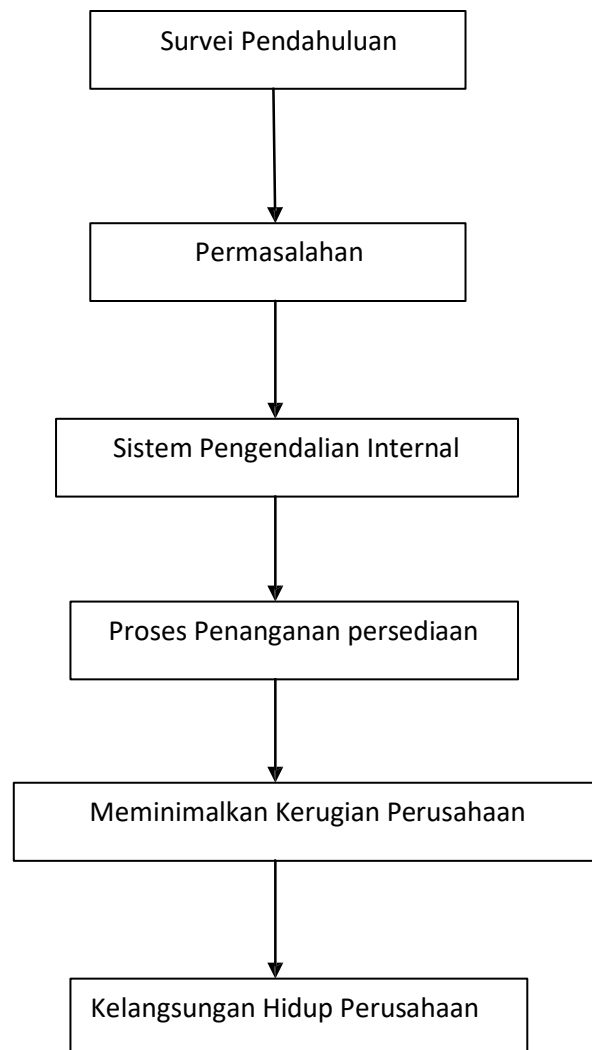 Survei Pendahuluan
Permasalahan
Sistem Pengendalian Internal
Proses Penanganan persediaan
Meminimalkan Kerugian Perusahaan
Kelangsungan Hidup Perusahaan